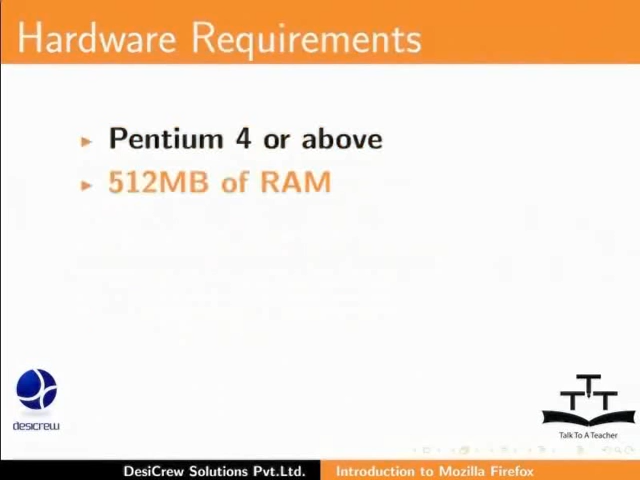 Hardware Requirements
Pentium 4 or above
512MB of RAM
desicrew
TTT
Talk To A Teacher
DesiCrew Solutions Pvt.Ltd. Introduction to Mozilla Firefox